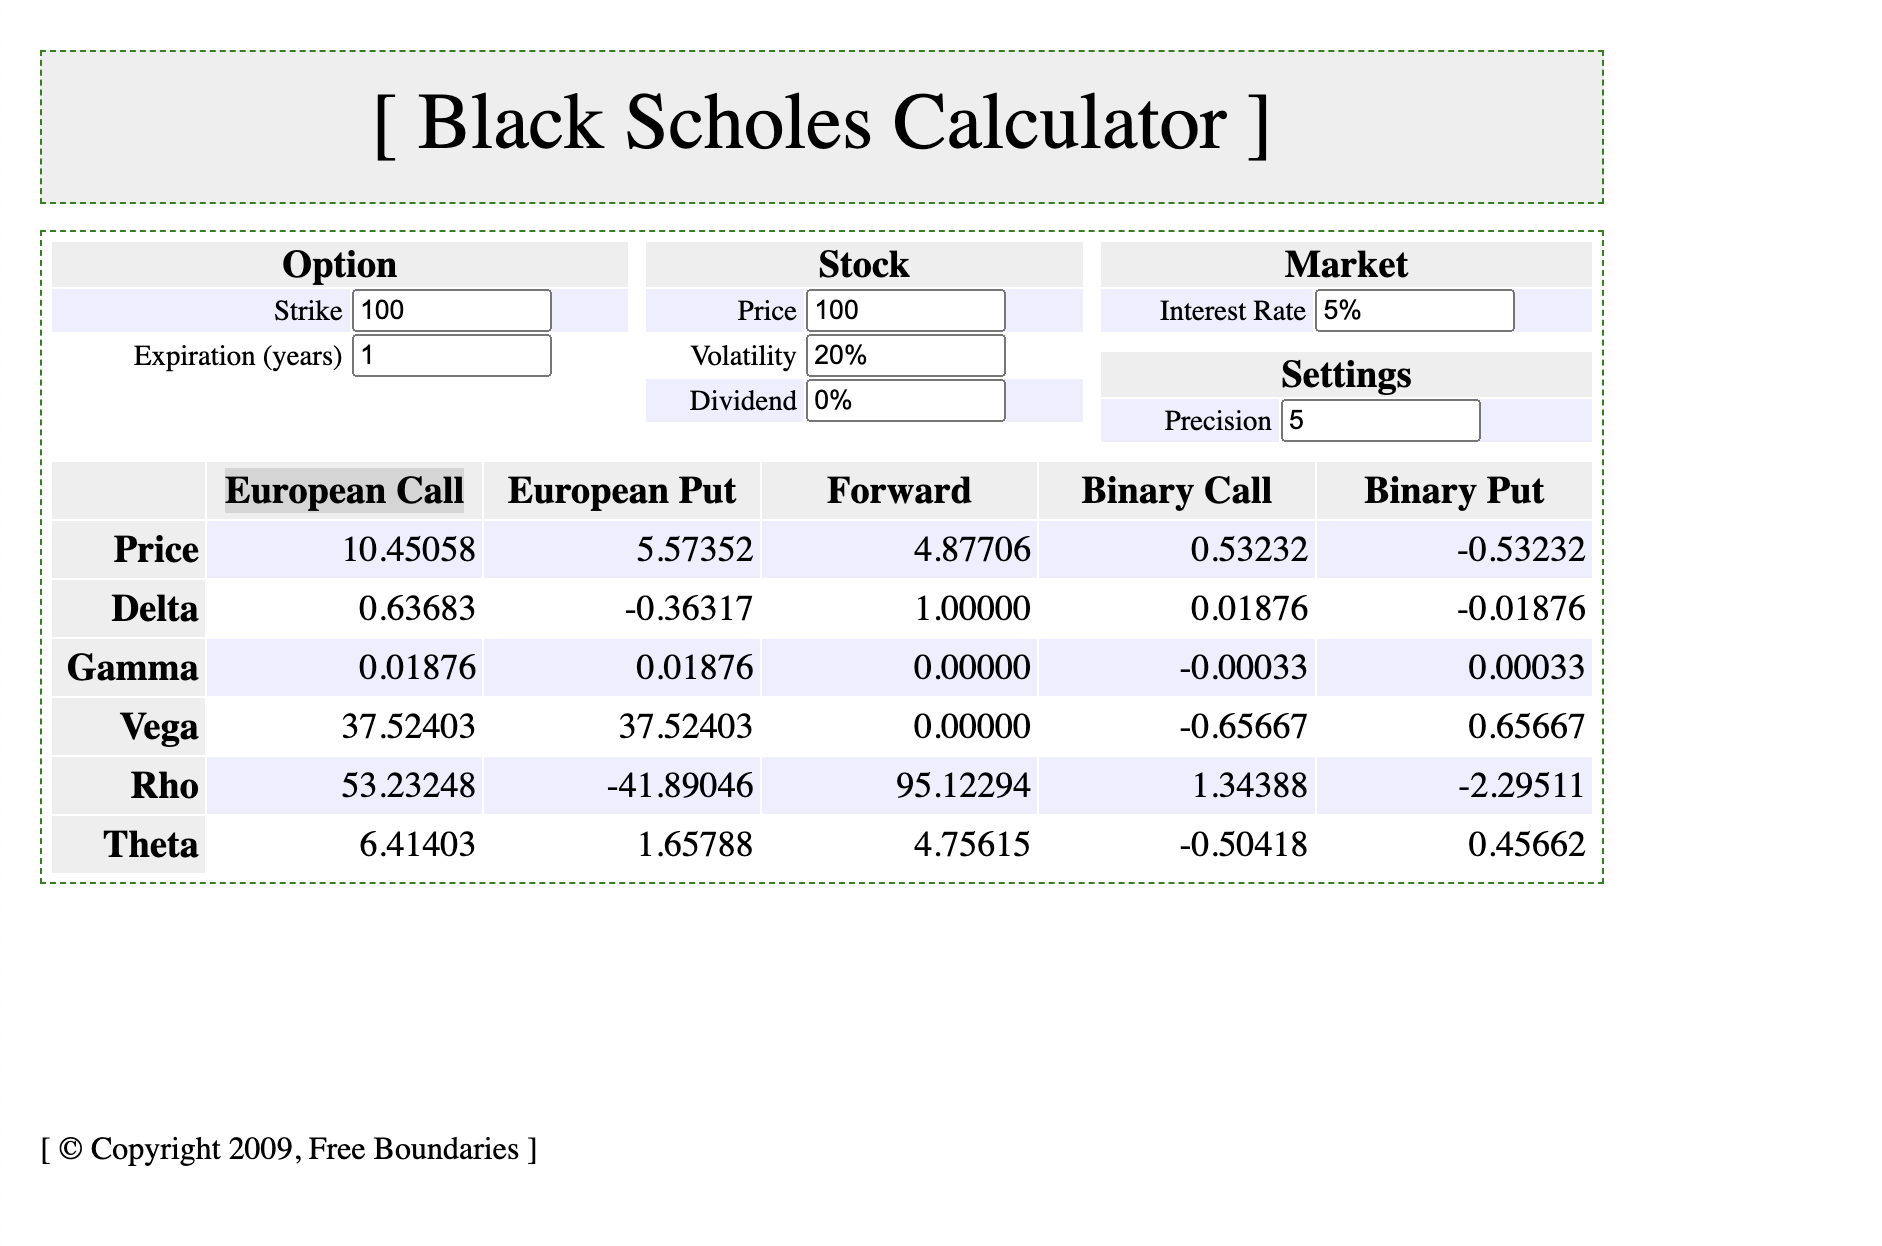 [ Black Scholes Calculator ]
Option Stock Market
Strike 100 Price 100 Interest Rate 5%
Expiration (years) 1 Volatility 20% Settings
Dividend 0% Precision 5
European Call European Put Forward Binary Call Binary Put
Price 10.45058 5.57352 4.87706 0.53232 -0.53232
Delta 0.63683 -0.36317 1.00000 0.01876 -0.01876
Gamma 0.01876 0.01876 0.00000 -0.00033 0.00033
Vega 37.52403 37.52403 0.00000 -0.65667 0.65667
Rho 53.23248 -41.89046 95.12294 1.34388 -2.29511
Theta 6.41403 1.65788 4.75615 -0.50418 0.45662
[ © Copyright 2009, Free Boundaries ]